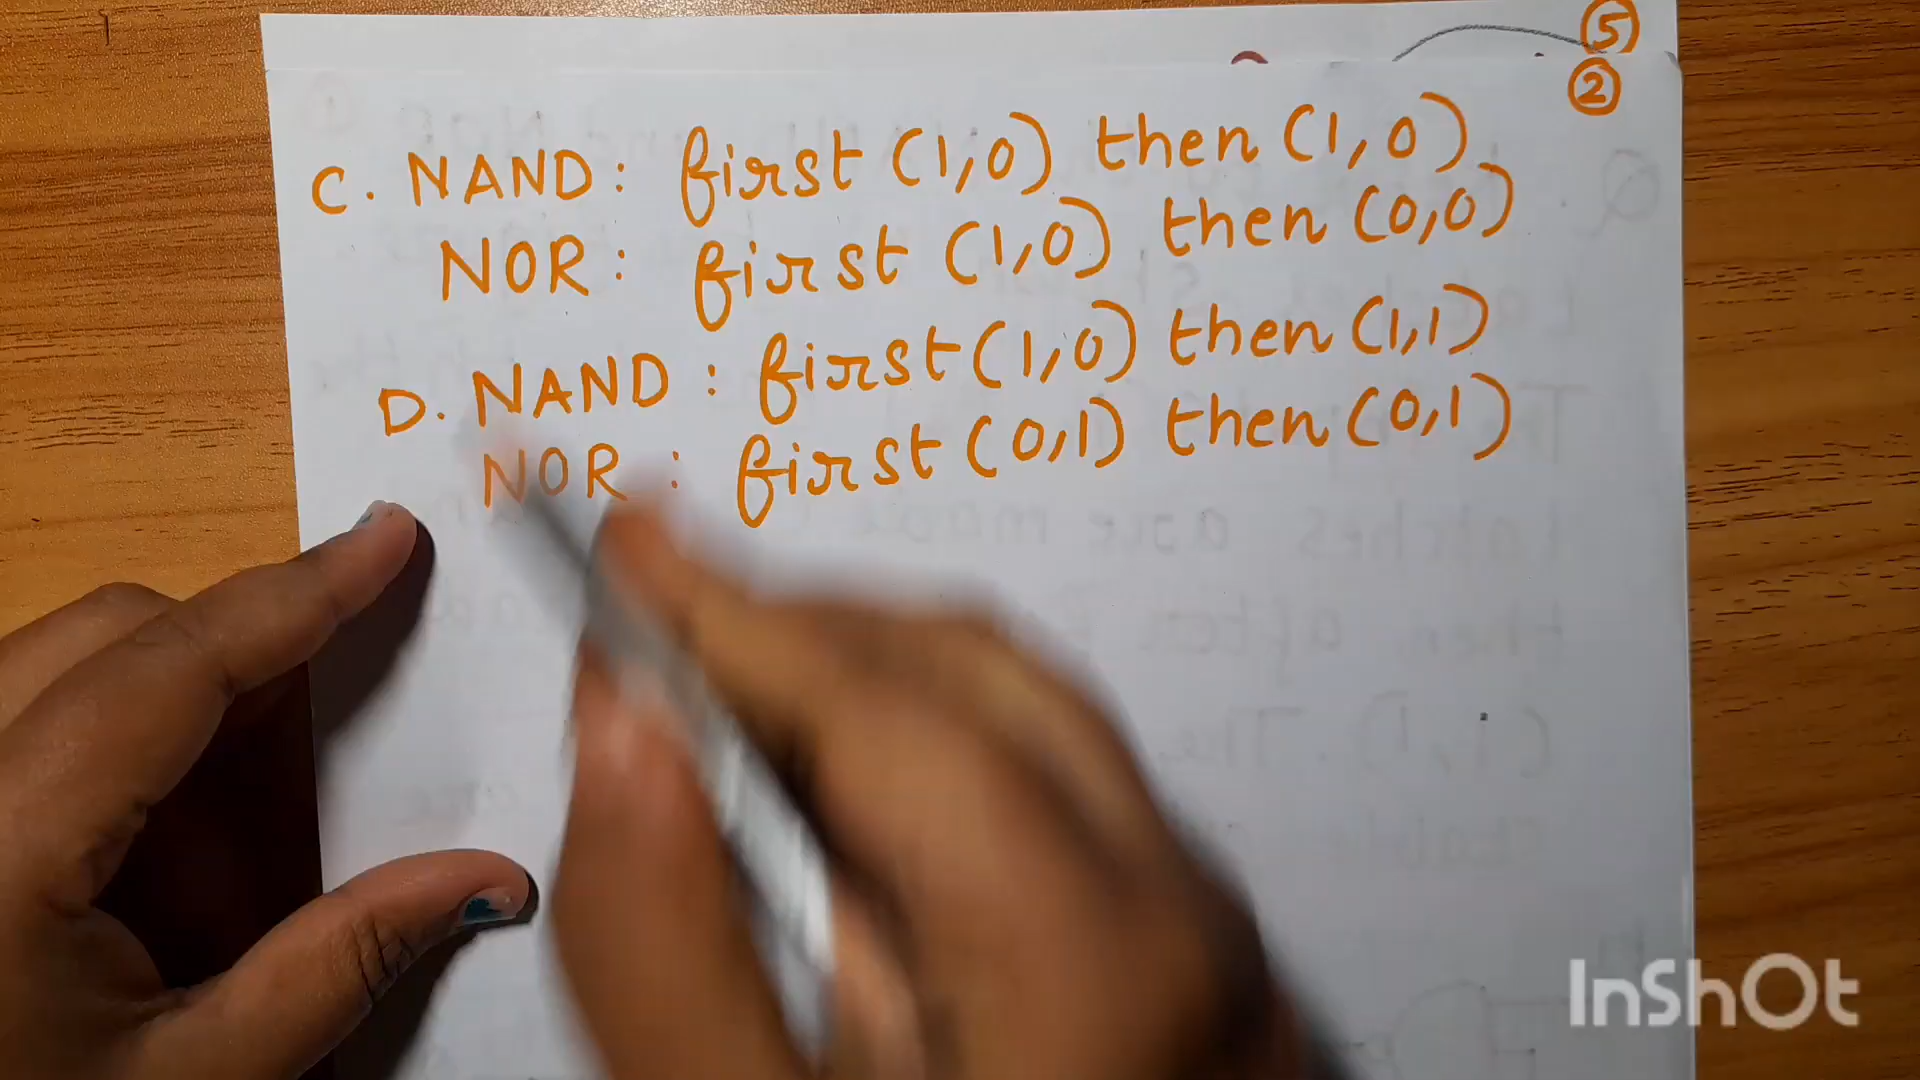 5
2
C. NAND: first (1,0) then (1,0)
NOR: first (1,0) then (0,0)
D. NAND: first (1,0) then (1,1)
NOR: first (0,1) then (0,1)
InShOt